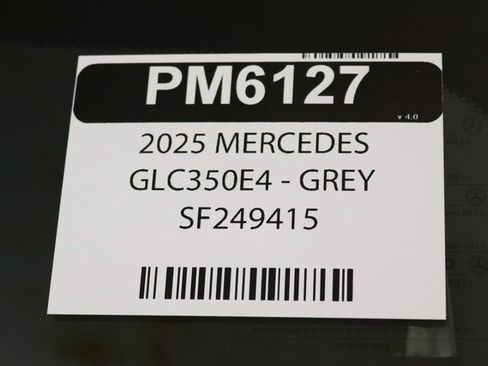 PM6127
v 4.0
2025 MERCEDES
GLC350E4 - GREY
SF249415